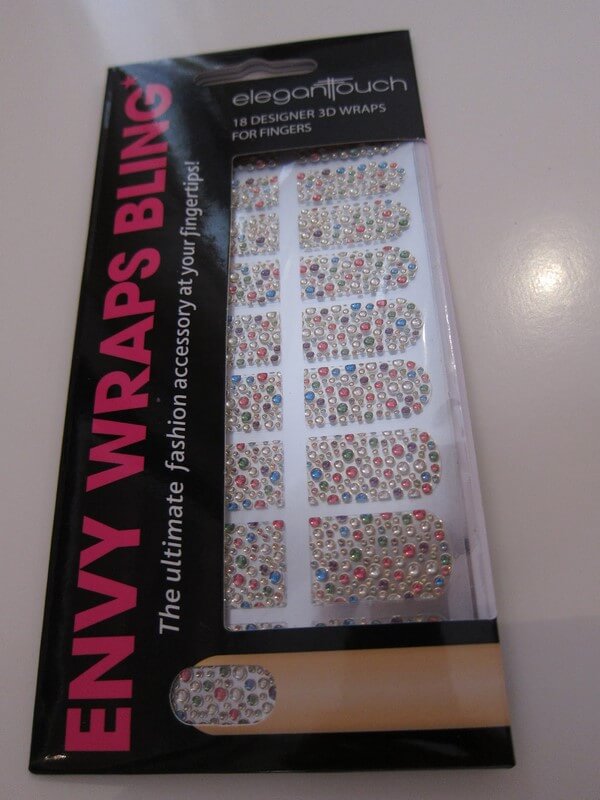 elegantTouch
18 DESIGNER 3D WRAPS
FOR FINGERS
ENVY WRAPS BLING*
The ultimate fashion accessory at your fingertips!